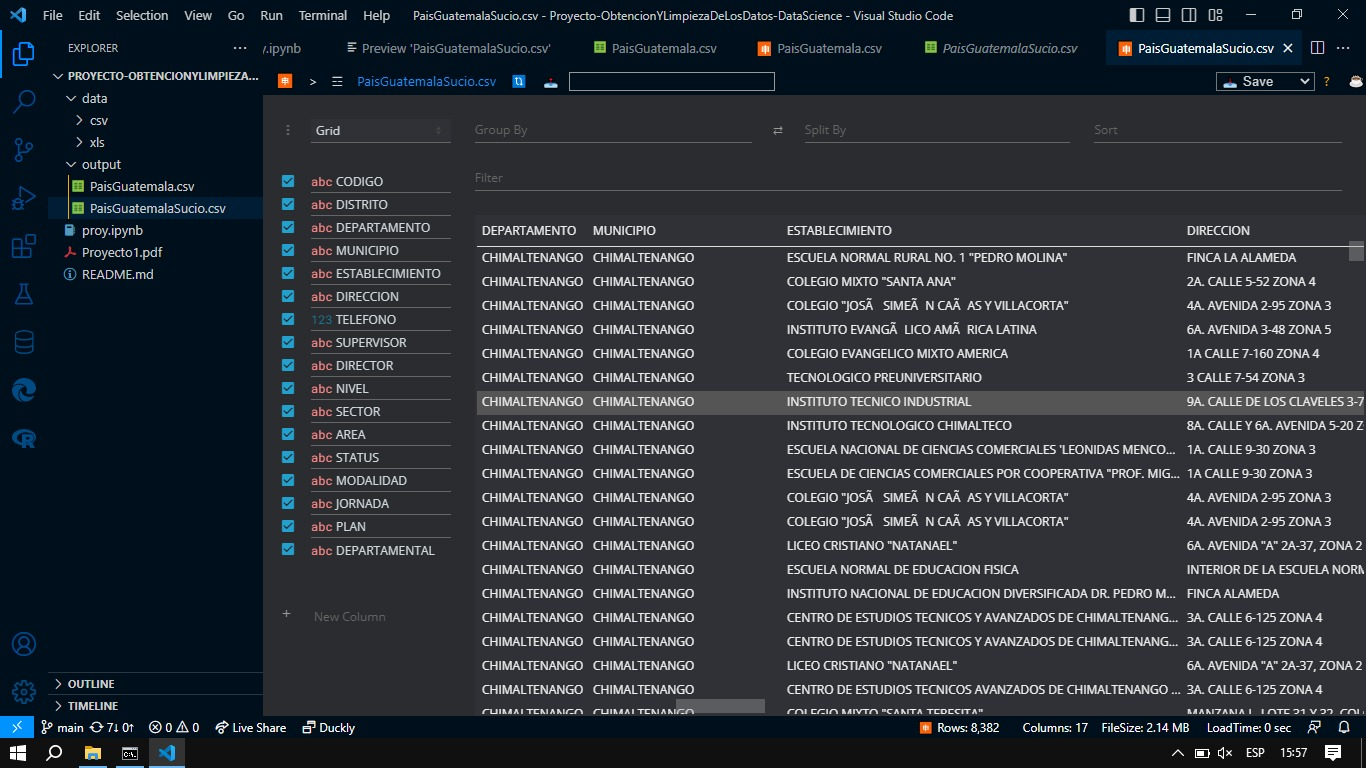 File Edit Selection View Go Run Terminal Help PaisGuatemalaSucio.csv - Proyecto-ObtencionYLimpiezaDeLosDatos-DataScience - Visual Studio Code
EXPLORER
/.ipynb Preview 'PaisGuatemalaSucio.csv' PaisGuatemala.csv PaisGuatemala.csv PaisGuatemalaSucio.csv PaisGuatemalaSucio.csv
PROYECTO-OBTENCIONYLIMPIEZA...
data
csv
xls
output
PaisGuatemala.csv
PaisGuatemalaSucio.csv
proy.ipynb
Proyecto1.pdf
README.md
OUTLINE
TIMELINE
PaisGuatemalaSucio.csv Save ?
Grid Group By Split By Sort
Filter
abc CODIGO
abc DISTRITO
abc DEPARTAMENTO
abc MUNICIPIO
abc ESTABLECIMIENTO
abc DIRECCION
123 TELEFONO
abc SUPERVISOR
abc DIRECTOR
abc NIVEL
abc SECTOR
abc AREA
abc STATUS
abc MODALIDAD
abc JORNADA
abc PLAN
abc DEPARTAMENTAL
+ New Column
DEPARTAMENTO MUNICIPIO ESTABLECIMIENTO DIRECCION
CHIMALTENANGO CHIMALTENANGO ESCUELA NORMAL RURAL NO. 1 "PEDRO MOLINA" FINCA LA ALAMEDA
CHIMALTENANGO CHIMALTENANGO COLEGIO MIXTO "SANTA ANA" 2A. CALLE 5-52 ZONA 4
CHIMALTENANGO CHIMALTENANGO COLEGIO "JOSÃ SIMEÃ N CAÃ AS Y VILLACORTA" 4A. AVENIDA 2-95 ZONA 3
CHIMALTENANGO CHIMALTENANGO INSTITUTO EVANGÃ LICO AMÃ RICA LATINA 6A. AVENIDA 3-48 ZONA 5
CHIMALTENANGO CHIMALTENANGO COLEGIO EVANGELICO MIXTO AMERICA 1A CALLE 7-160 ZONA 4
CHIMALTENANGO CHIMALTENANGO TECNOLOGICO PREUNIVERSITARIO 3 CALLE 7-54 ZONA 3
CHIMALTENANGO CHIMALTENANGO INSTITUTO TECNICO INDUSTRIAL 9A. CALLE DE LOS CLAVELES 3-7
CHIMALTENANGO CHIMALTENANGO INSTITUTO TECNOLOGICO CHIMALTECO 8A. CALLE Y 6A. AVENIDA 5-20 Z
CHIMALTENANGO CHIMALTENANGO ESCUELA NACIONAL DE CIENCIAS COMERCIALES 'LEONIDAS MENCO... 1A. CALLE 9-30 ZONA 3
CHIMALTENANGO CHIMALTENANGO ESCUELA DE CIENCIAS COMERCIALES POR COOPERATIVA "PROF. MIG... 1A CALLE 9-30 ZONA 3
CHIMALTENANGO CHIMALTENANGO COLEGIO "JOSÃ SIMEÃ N CAÃ AS Y VILLACORTA" 4A. AVENIDA 2-95 ZONA 3
CHIMALTENANGO CHIMALTENANGO COLEGIO "JOSÃ SIMEÃ N CAÃ AS Y VILLACORTA" 4A. AVENIDA 2-95 ZONA 3
CHIMALTENANGO CHIMALTENANGO LICEO CRISTIANO "NATANAEL" 6A. AVENIDA "A" 2A-37, ZONA 2
CHIMALTENANGO CHIMALTENANGO ESCUELA NORMAL DE EDUCACION FISICA INTERIOR DE LA ESCUELA NORM
CHIMALTENANGO CHIMALTENANGO INSTITUTO NACIONAL DE EDUCACION DIVERSIFICADA DR. PEDRO M... FINCA ALAMEDA
CHIMALTENANGO CHIMALTENANGO CENTRO DE ESTUDIOS TECNICOS Y AVANZADOS DE CHIMALTENANG... 3A. CALLE 6-125 ZONA 4
CHIMALTENANGO CHIMALTENANGO CENTRO DE ESTUDIOS TECNICOS Y AVANZADOS DE CHIMALTENANG... 3A. CALLE 6-125 ZONA 4
CHIMALTENANGO CHIMALTENANGO LICEO CRISTIANO "NATANAEL" 6A. AVENIDA "A" 2A-37, ZONA 2
CHIMALTENANGO CHIMALTENANGO CENTRO DE ESTUDIOS TECNICOS AVANZADOS DE CHIMALTENANGO ... 3A. CALLE 6-125 ZONA 4
CHIMALTENANGO CHIMALTENANGO COLEGIO MIXTO "SANTA TERESITA" MANZANA L, LOTE 31 Y 32, COL
main 7↓ 0↑ 0 0 Live Share Duckly Rows: 8,382 Columns: 17 FileSize: 2.14 MB LoadTime: 0 sec
ESP 15:57